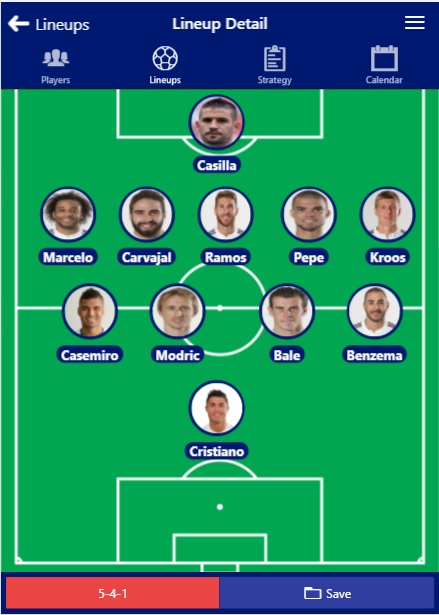 Lineups Lineup Detail
Players Lineups Strategy Calendar
Casilla
Marcelo Carvajal Ramos Pepe Kroos
Casemiro Modric Bale Benzema
Cristiano
5-4-1 Save